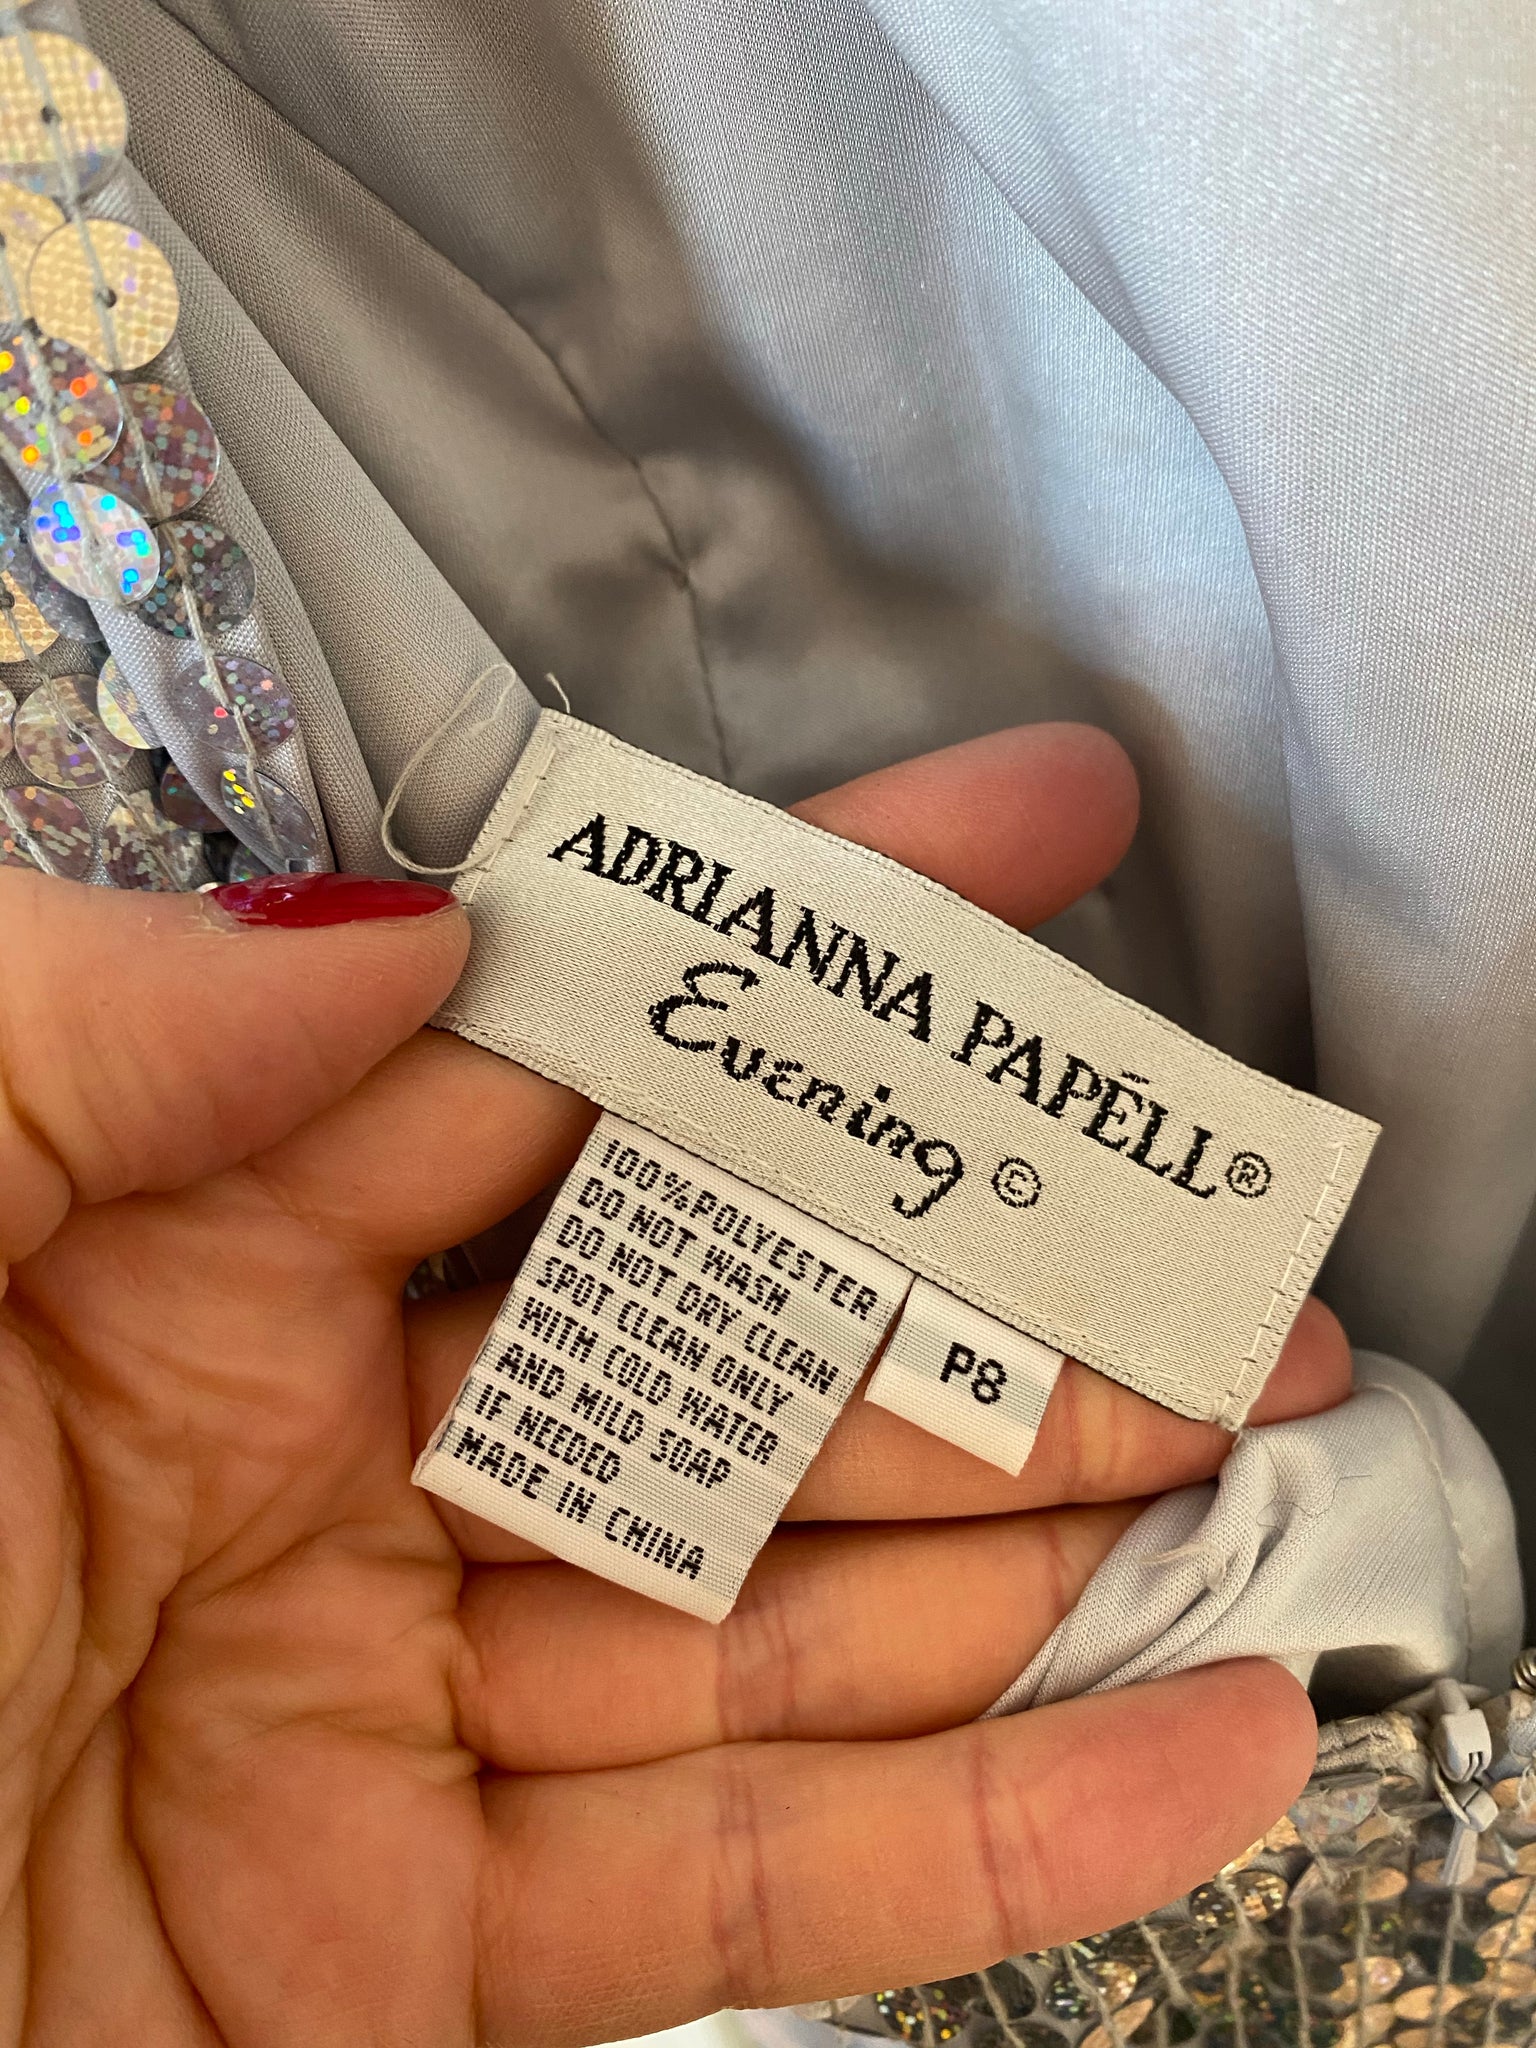 ADRIANNA PAPÉLL®
Evening ©
100%POLYESTER
DO NOT WASH
DO NOT DRY CLEAN
SPOT CLEAN ONLY
WITH COLD WATER
AND MILD SOAP
IF NEEDED
MADE IN CHINA
P8